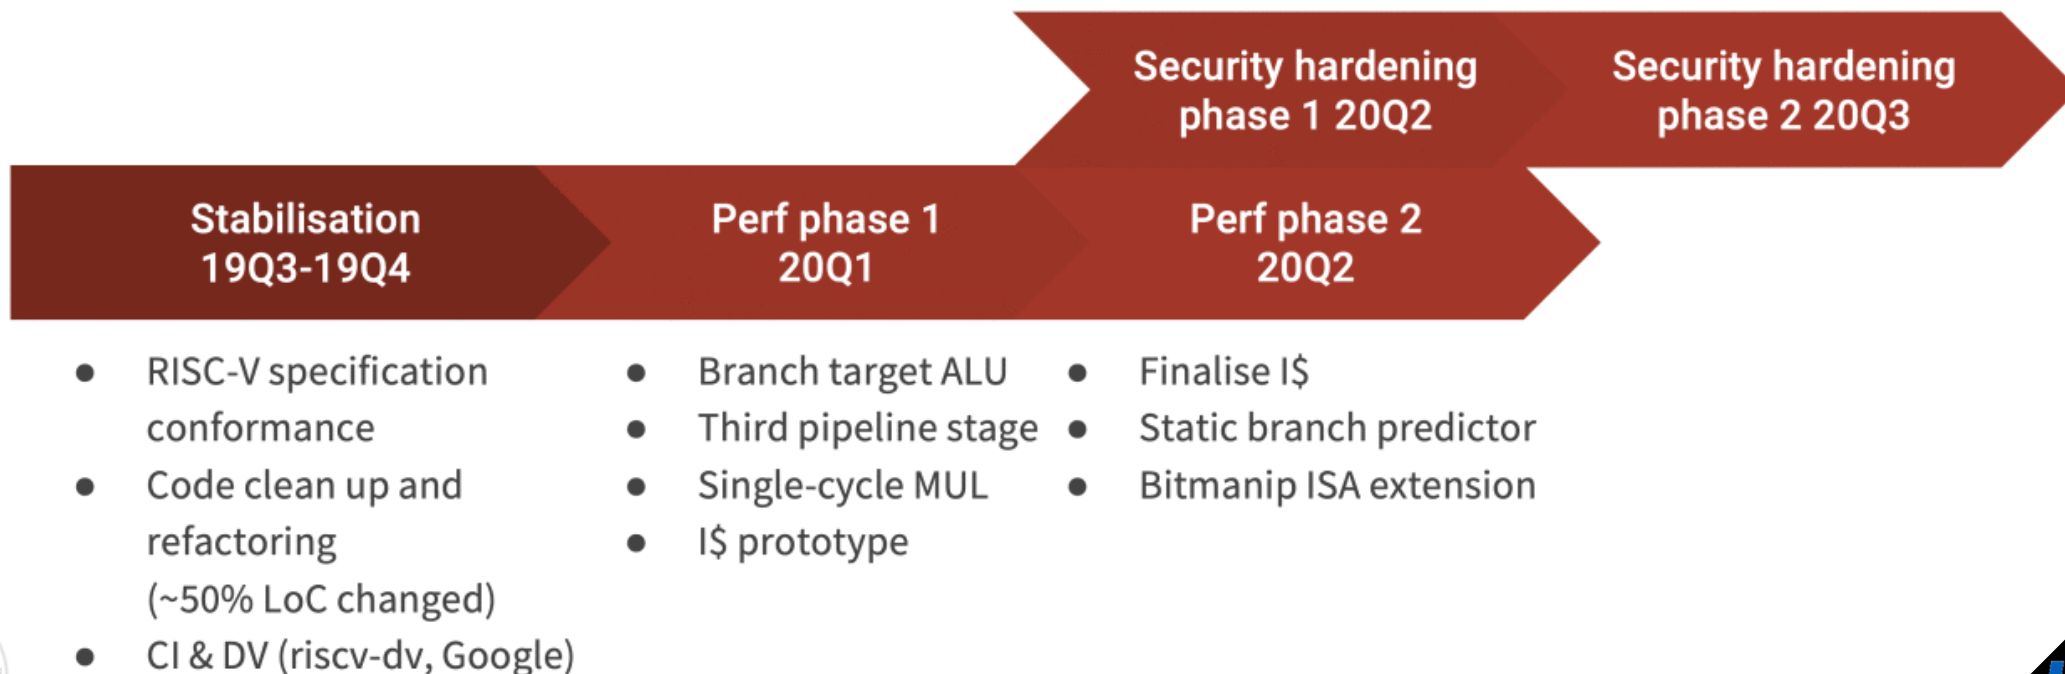 Security hardening
phase 1 20Q2
Security hardening
phase 2 20Q3
Stabilisation
19Q3-19Q4
Perf phase 1
20Q1
Perf phase 2
20Q2
● RISC-V specification
conformance
● Code clean up and
refactoring
(~50% LoC changed)
● CI & DV (riscv-dv, Google)
● Branch target ALU
● Third pipeline stage
● Single-cycle MUL
● I$ prototype
● Finalise I$
● Static branch predictor
● Bitmanip ISA extension